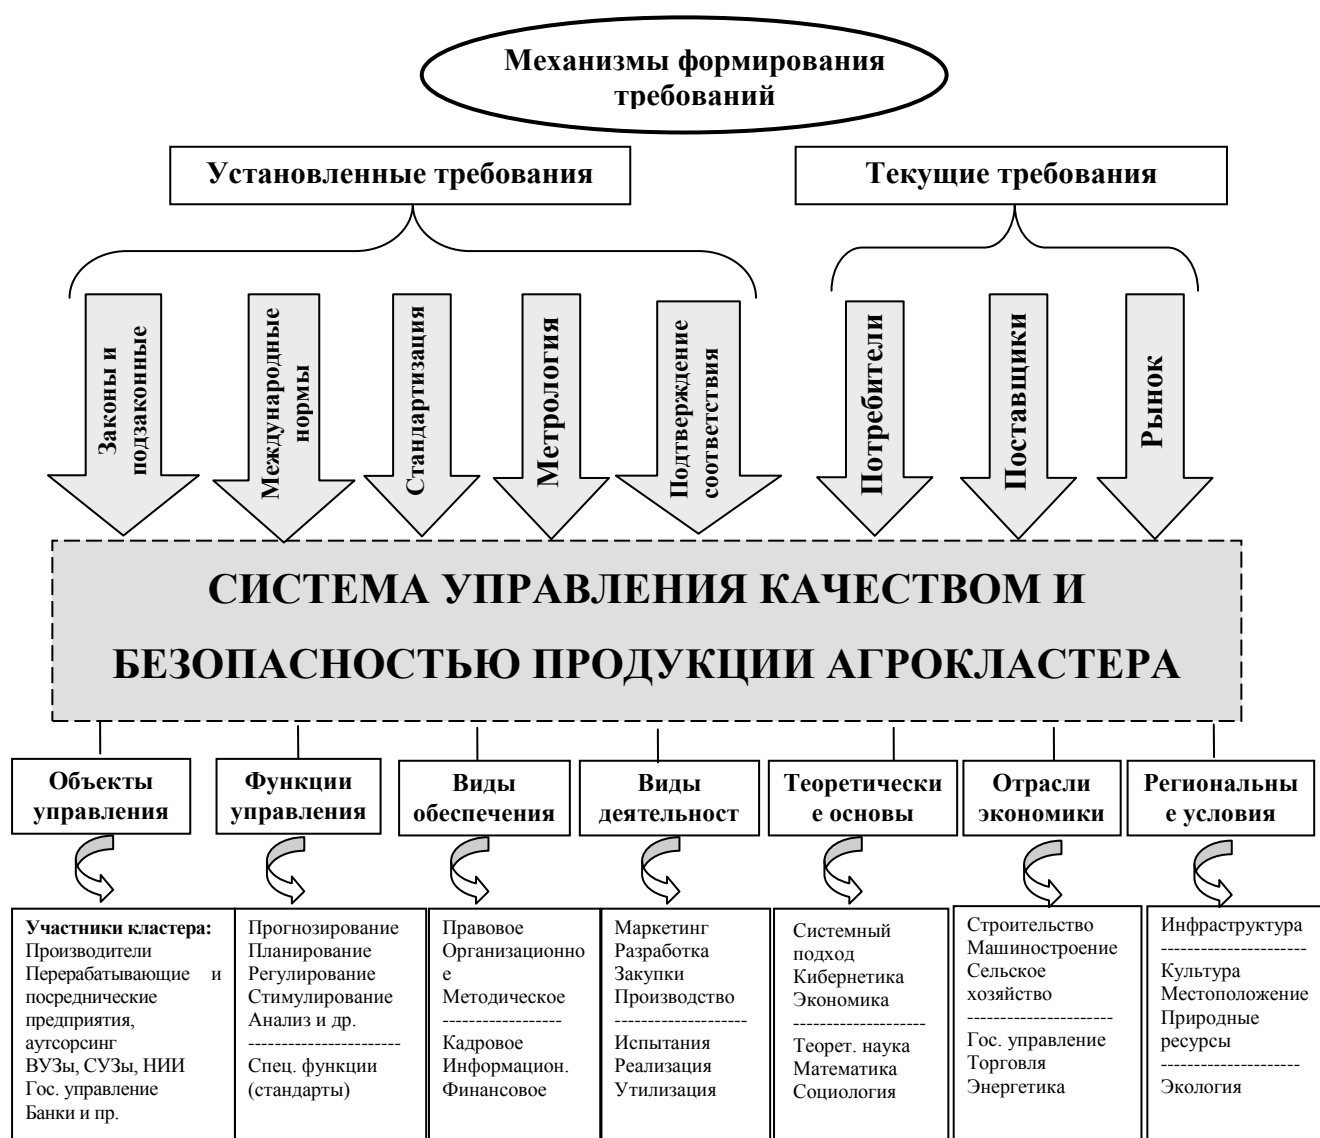 Механизмы формирования
требований
Установленные требования
Текущие требования
Законы и
подзаконные
Международные
нормы
Стандартизация
Метрология
Подтверждение
соответствия
Потребители
Поставщики
Рынок
СИСТЕМА УПРАВЛЕНИЯ КАЧЕСТВОМ И
БЕЗОПАСНОСТЬЮ ПРОДУКЦИИ АГРОКЛАСТЕРА
Объекты
управления
Функции
управления
Виды
обеспечения
Виды
деятельност
Теоретически
е основы
Отрасли
экономики
Региональны
е условия
Участники кластера:
Производители
Перерабатывающие и
посреднические
предприятия,
аутсорсинг
ВУЗы, СУЗы, НИИ
Гос. управление
Банки и пр.
Прогнозирование
Планирование
Регулирование
Стимулирование
Анализ и др.
-----------------------
Спец. функции
(стандарты)
Правовое
Организационно
е
Методическое
------------------
Кадровое
Информацион.
Финансовое
Маркетинг
Разработка
Закупки
Производство
--------------------
Испытания
Реализация
Утилизация
Системный
подход
Кибернетика
Экономика
--------------------
Теорет. наука
Математика
Социология
Строительство
Машиностроение
Сельское
хозяйство
----------------------
Гос. управление
Торговля
Энергетика
Инфраструктура
----------------------
Культура
Местоположение
Природные
ресурсы
---------------------
Экология